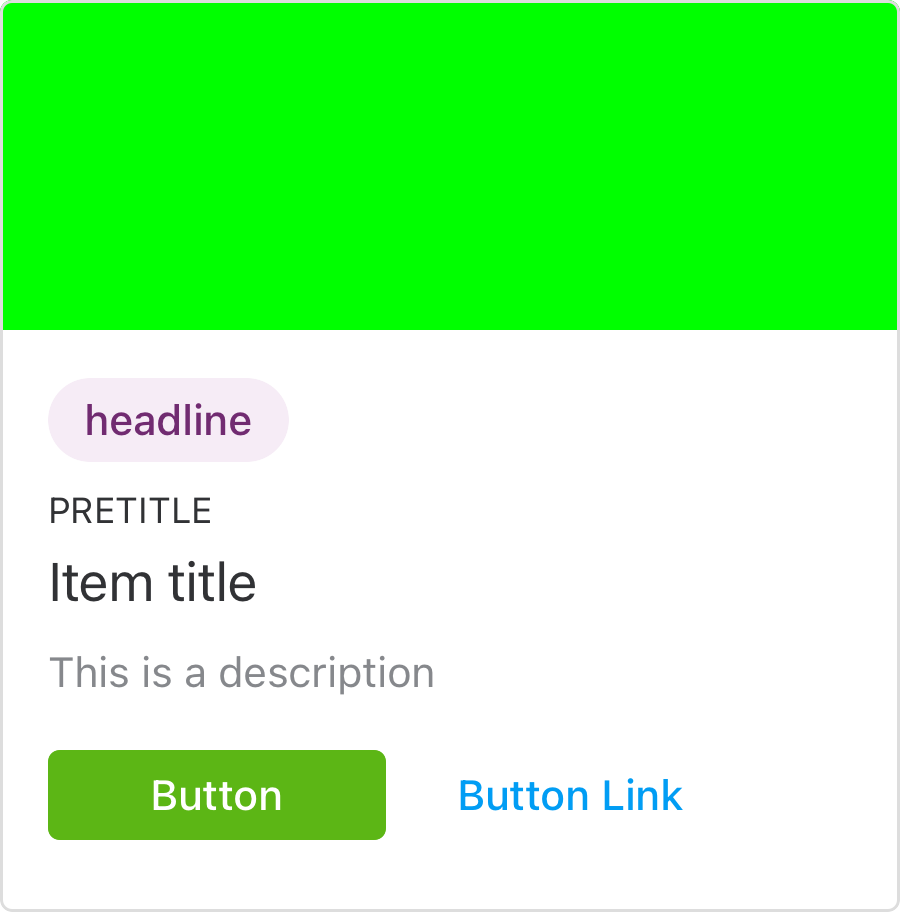 headline
PRETITLE
Item title
This is a description
Button
Button Link